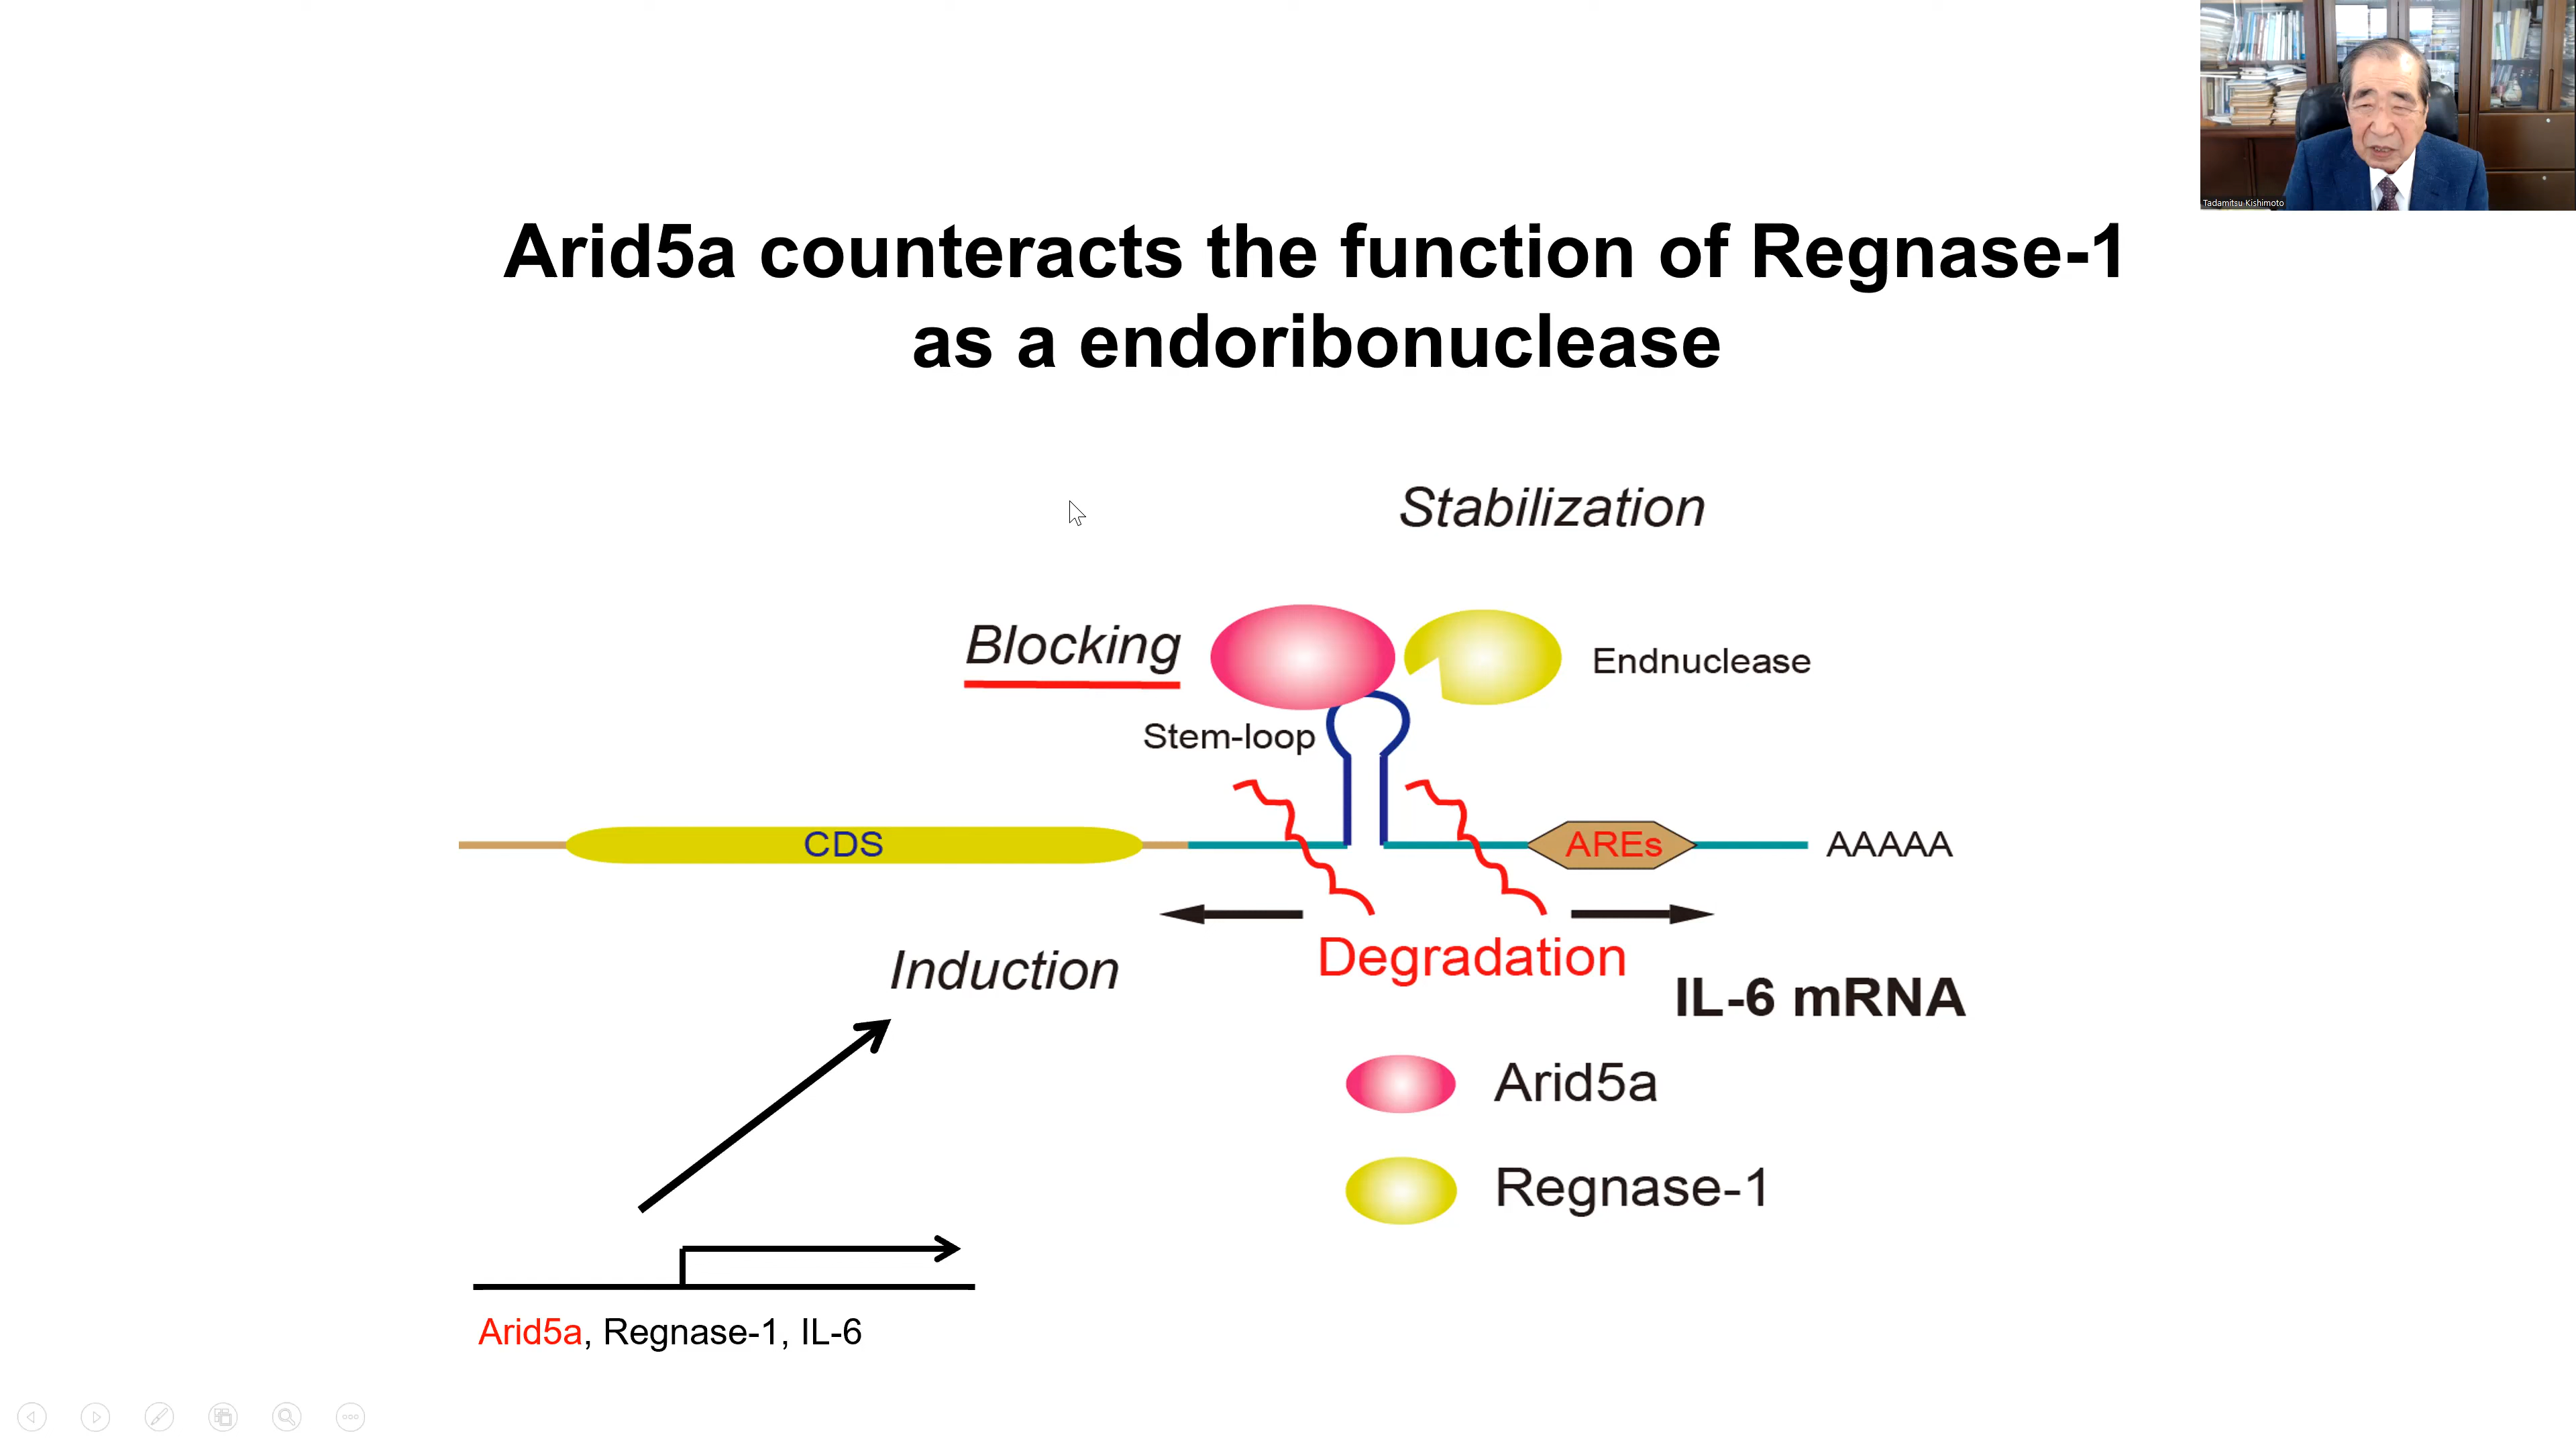 Tadamitsu Kishimoto
Arid5a counteracts the function of Regnase-1
as a endoribonuclease
Stabilization
Blocking
Endnuclease
Stem-loop
CDS
AREs
AAAAA
Degradation
Induction
IL-6 mRNA
Arid5a
Regnase-1
Arid5a, Regnase-1, IL-6